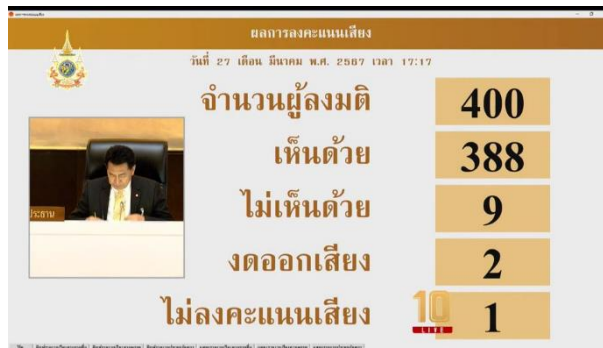 ผลการลงคะแนนเสียง
วันที่ 27 เดือน มีนาคม พ.ศ. 2567 เวลา 17:17
จำนวนผู้ลงมติ 400
เห็นด้วย 388
ประธาน
ไม่เห็นด้วย 9
งดออกเสียง 2
ไม่ลงคะแนนเสียง 1
10
LIVE